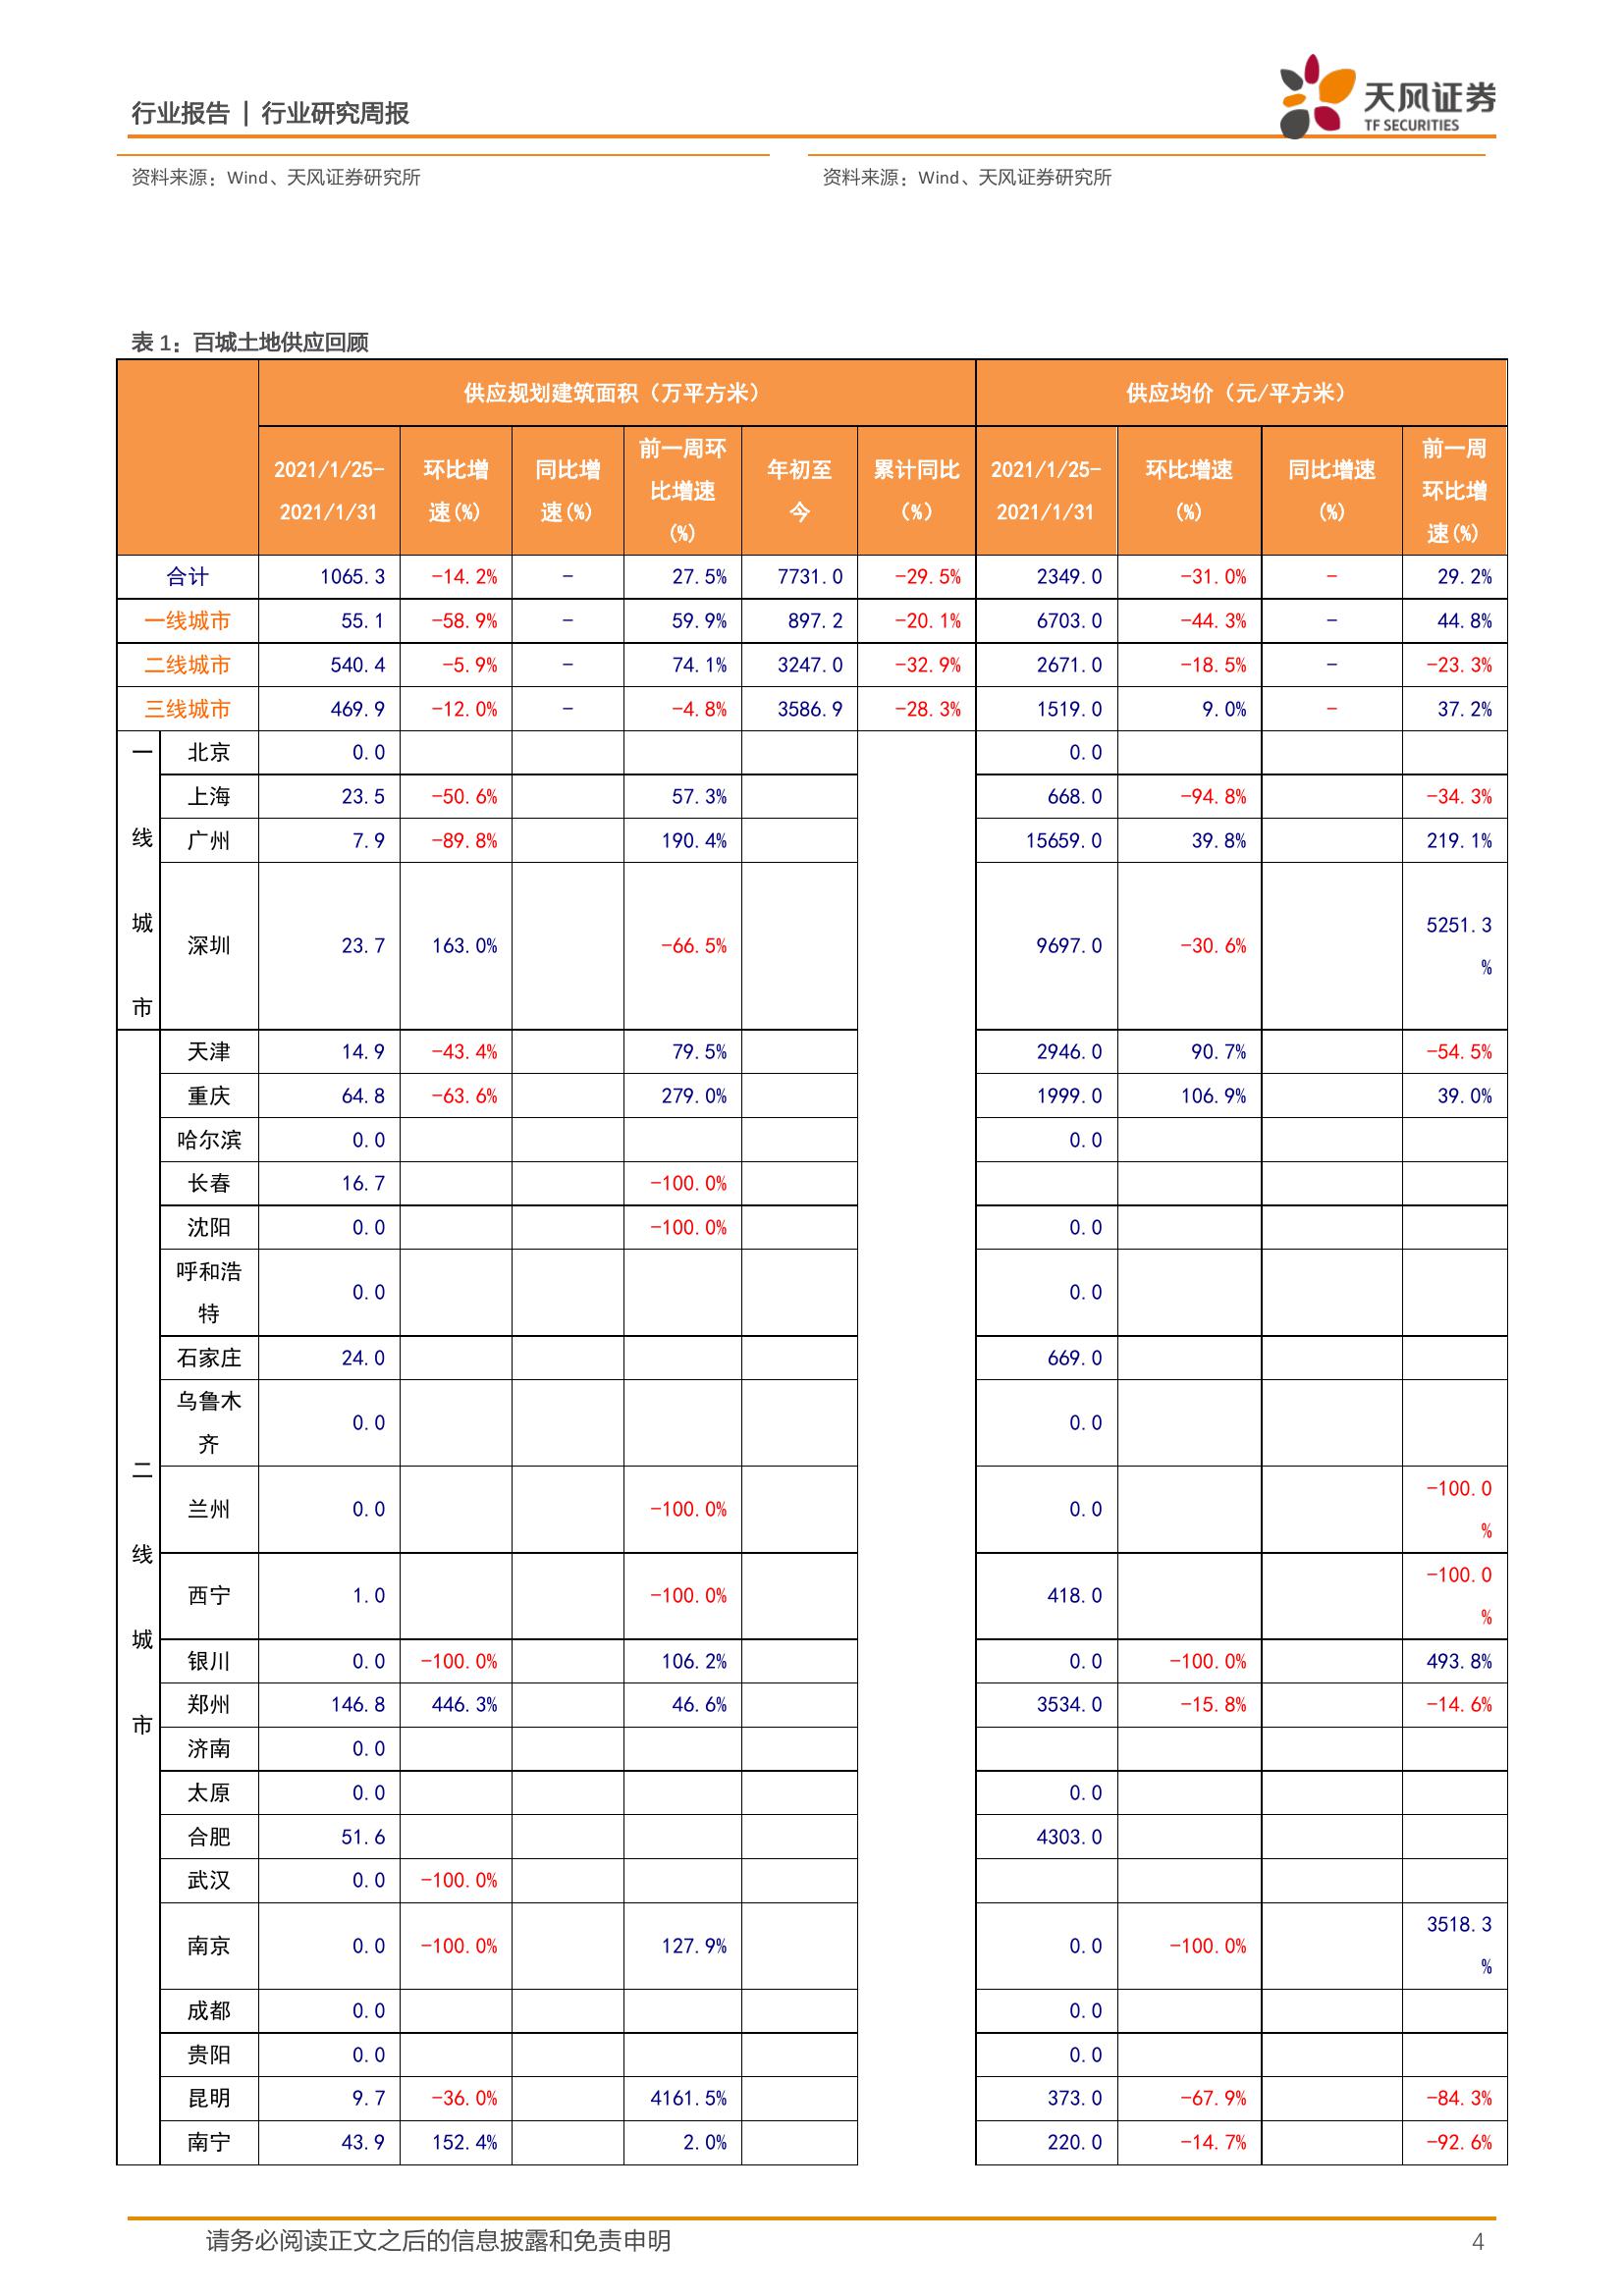 行业报告 | 行业研究周报
天风证券
TF SECURITIES
资料来源：Wind、天风证券研究所
资料来源：Wind、天风证券研究所
表 1：百城土地供应回顾
供应规划建筑面积（万平方米） 供应均价（元/平方米）
2021/1/25-2021/1/31 环比增速(%) 同比增速(%) 前一周环比增速(%) 年初至今 累计同比(%) 2021/1/25-2021/1/31 环比增速(%) 同比增速(%) 前一周环比增速(%)
合计 1065.3 -14.2% - 27.5% 7731.0 -29.5% 2349.0 -31.0% - 29.2%
一线城市 55.1 -58.9% - 59.9% 897.2 -20.1% 6703.0 -44.3% - 44.8%
二线城市 540.4 -5.9% - 74.1% 3247.0 -32.9% 2671.0 -18.5% - -23.3%
三线城市 469.9 -12.0% - -4.8% 3586.9 -28.3% 1519.0 9.0% - 37.2%
一线城市
北京 0.0 0.0
上海 23.5 -50.6% 57.3% 668.0 -94.8% -34.3%
广州 7.9 -89.8% 190.4% 15659.0 39.8% 219.1%
深圳 23.7 163.0% -66.5% 9697.0 -30.6% 5251.3%
二线城市
天津 14.9 -43.4% 79.5% 2946.0 90.7% -54.5%
重庆 64.8 -63.6% 279.0% 1999.0 106.9% 39.0%
哈尔滨 0.0 0.0
长春 16.7 -100.0%
沈阳 0.0 -100.0% 0.0
呼和浩特 0.0 0.0
石家庄 24.0 669.0
乌鲁木齐 0.0 0.0
兰州 0.0 -100.0% 0.0 -100.0%
西宁 1.0 -100.0% 418.0 -100.0%
银川 0.0 -100.0% 106.2% 0.0 -100.0% 493.8%
郑州 146.8 446.3% 46.6% 3534.0 -15.8% -14.6%
济南 0.0
太原 0.0 0.0
合肥 51.6 4303.0
武汉 0.0 -100.0%
南京 0.0 -100.0% 127.9% 0.0 -100.0% 3518.3%
成都 0.0 0.0
贵阳 0.0 0.0
昆明 9.7 -36.0% 4161.5% 373.0 -67.9% -84.3%
南宁 43.9 152.4% 2.0% 220.0 -14.7% -92.6%
请务必阅读正文之后的信息披露和免责申明 4